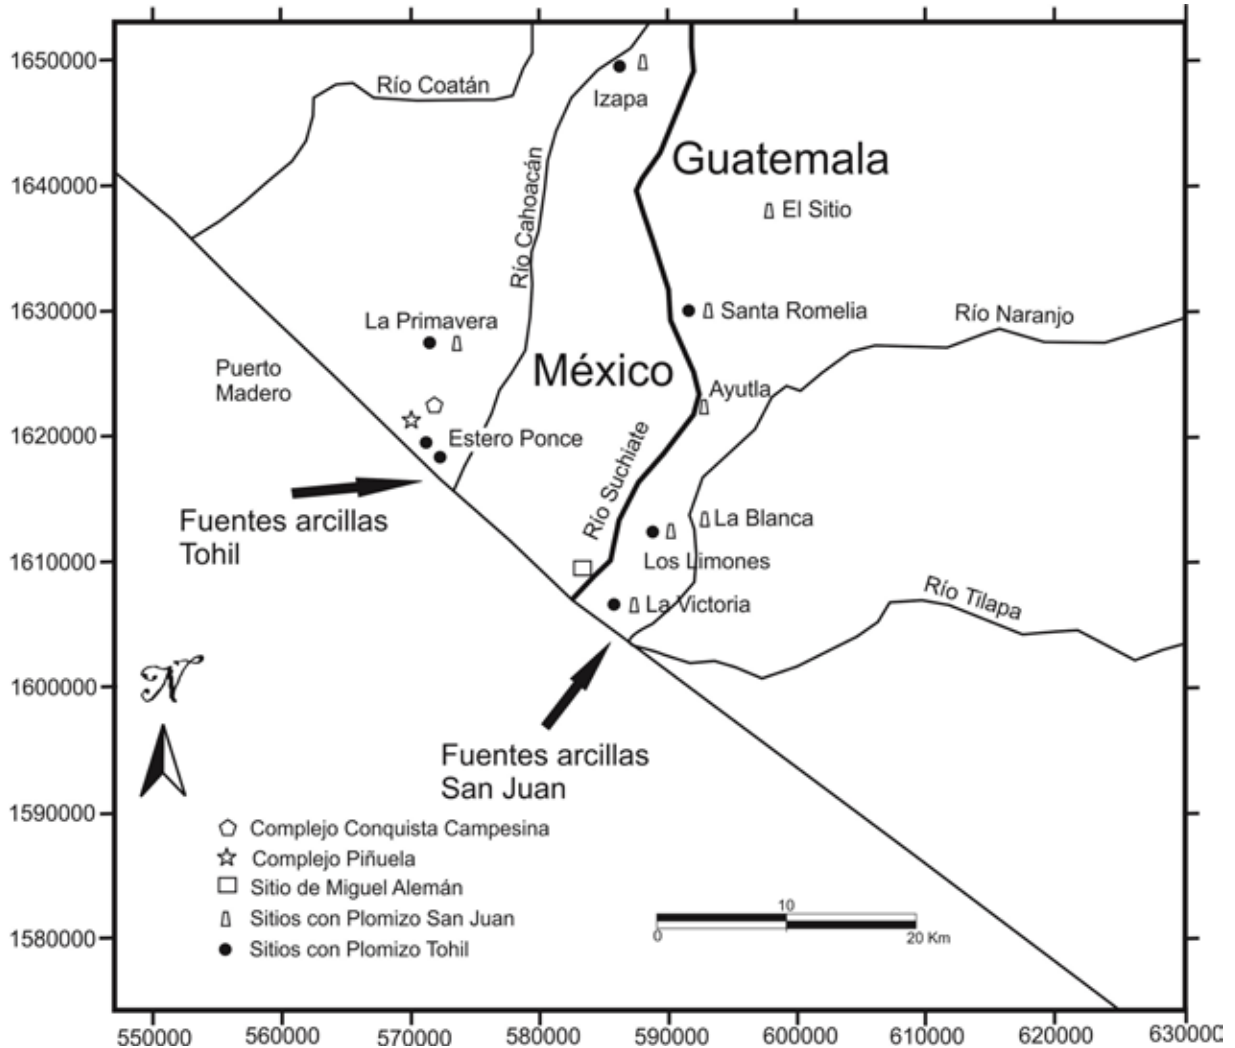 1650000
1640000
1630000
1620000
1610000
1600000
1590000
1580000
Río Coatán
Izapa
Guatemala
Río Cahoacán
El Sitio
La Primavera
Santa Romelia
Río Naranjo
Puerto
Madero
México
Ayutla
Estero Ponce
Río Suchiate
Fuentes arcillas
Tohil
La Blanca
Los Limones
La Victoria
Río Tilapa
N
Fuentes arcillas
San Juan
Complejo Conquista Campesina
Complejo Piñuela
Sitio de Miguel Alemán
Sitios con Plomizo San Juan
Sitios con Plomizo Tohil
10
0
20 Km
550000
560000
570000
580000
590000
600000
610000
620000
630000